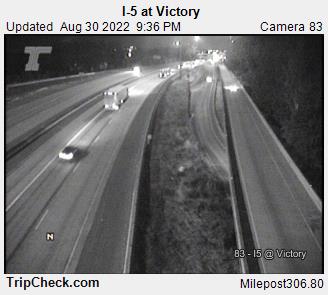 I-5 at Victory
Updated Aug 30 2022 9:36 PM Camera 83
T
N
83 - I5 @ Victory
TripCheck.com Milepost306.80